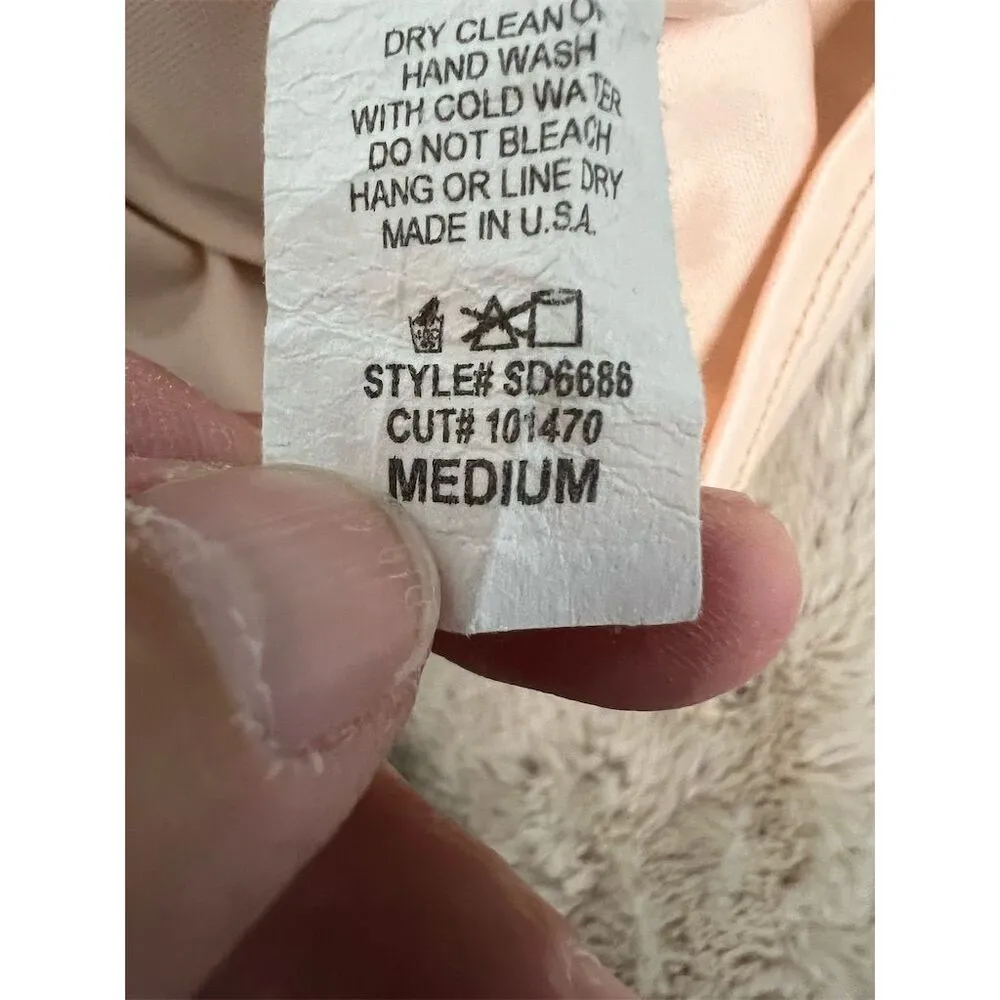 DRY CLEAN OR
HAND WASH
WITH COLD WATER
DO NOT BLEACH
HANG OR LINE DRY
MADE IN U.S.A.
STYLE# SD6686
CUT# 101470
MEDIUM